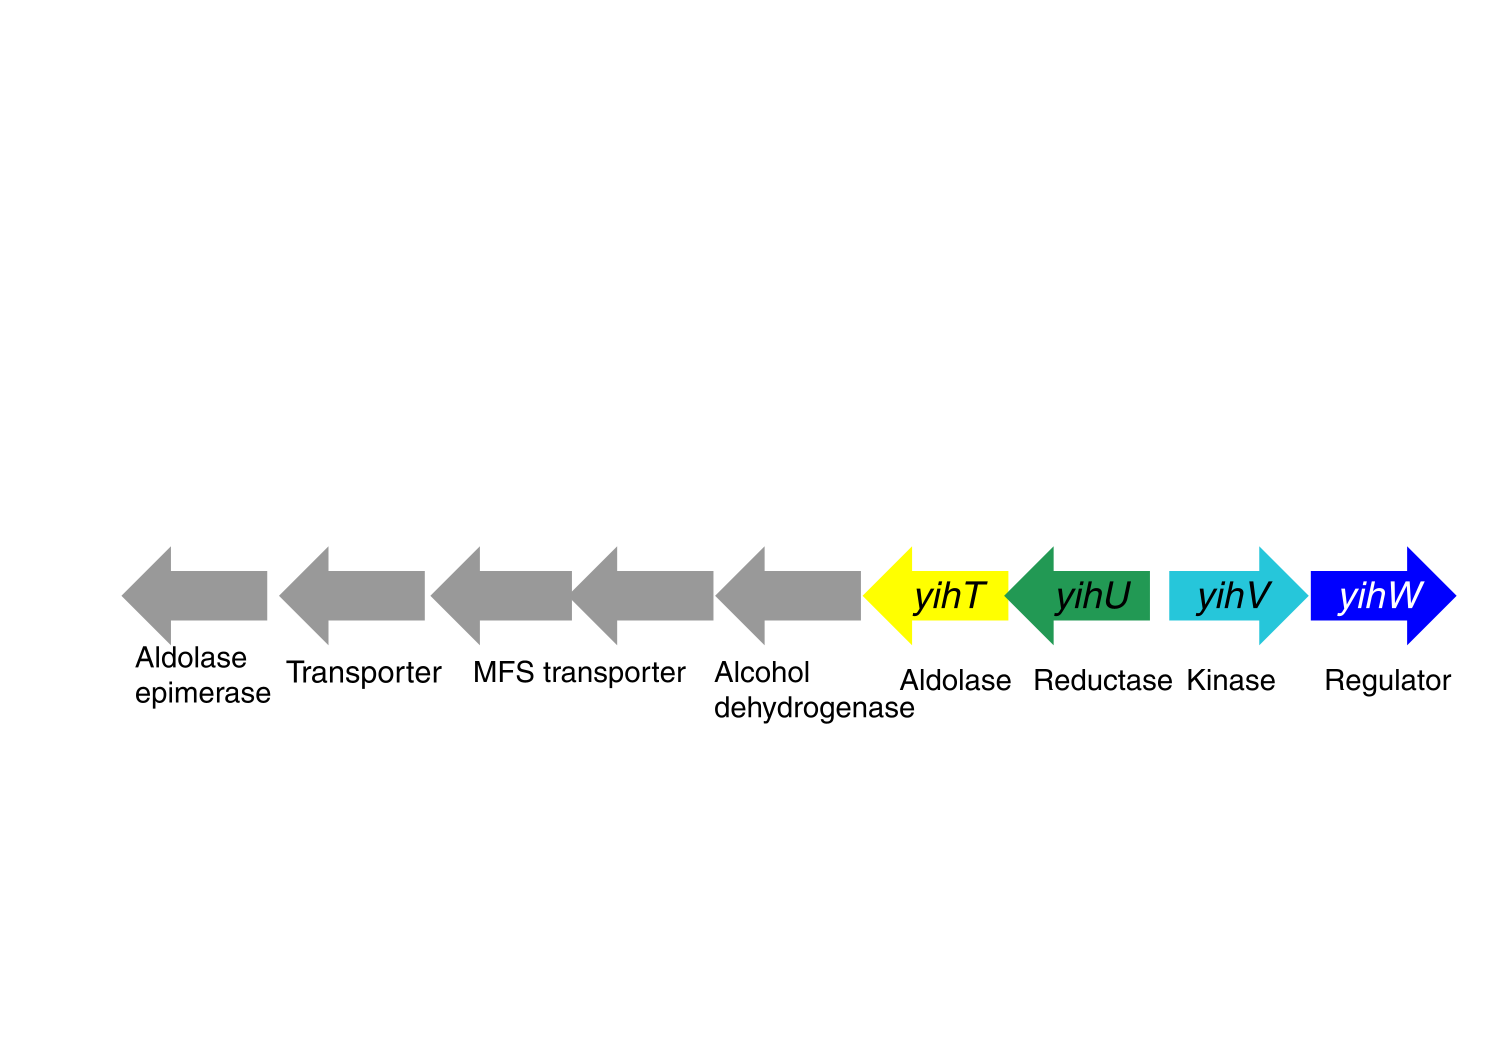 yihT
yihU
yihV
yihW
Aldolase
epimerase
Transporter
MFS transporter
Alcohol
dehydrogenase
Aldolase
Reductase
Kinase
Regulator